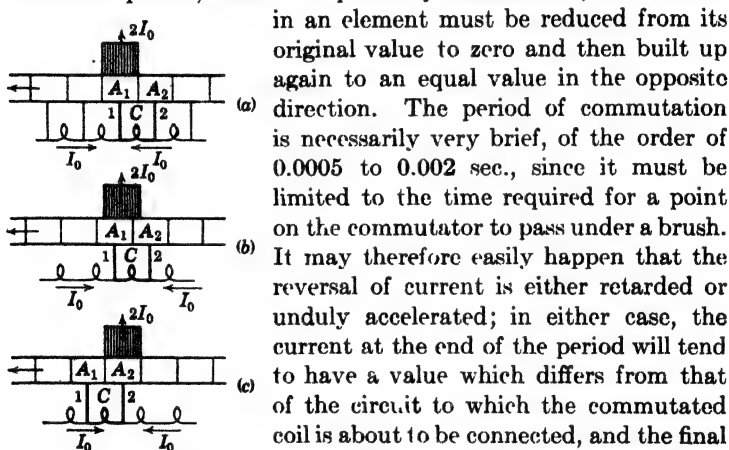 in an element must be reduced from its
original value to zero and then built up
again to an equal value in the opposite
direction. The period of commutation
is necessarily very brief, of the order of
0.0005 to 0.002 sec., since it must be
limited to the time required for a point
on the commutator to pass under a brush.
It may therefore easily happen that the
reversal of current is either retarded or
unduly accelerated; in either case, the
current at the end of the period will tend
to have a value which differs from that
of the circuit to which the commutated
coil is about to be connected, and the final
2I₀
A₁ A₂
(a)
1 C 2
I₀ I₀
2I₀
A₁ A₂
(b)
1 C 2
I₀ I₀
2I₀
A₁ A₂
(c)
1 C 2
I₀ I₀